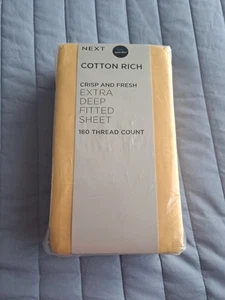 NEXT
COTTON RICH
CRISP AND FRESH
EXTRA
DEEP
FITTED
SHEET
180 THREAD COUNT